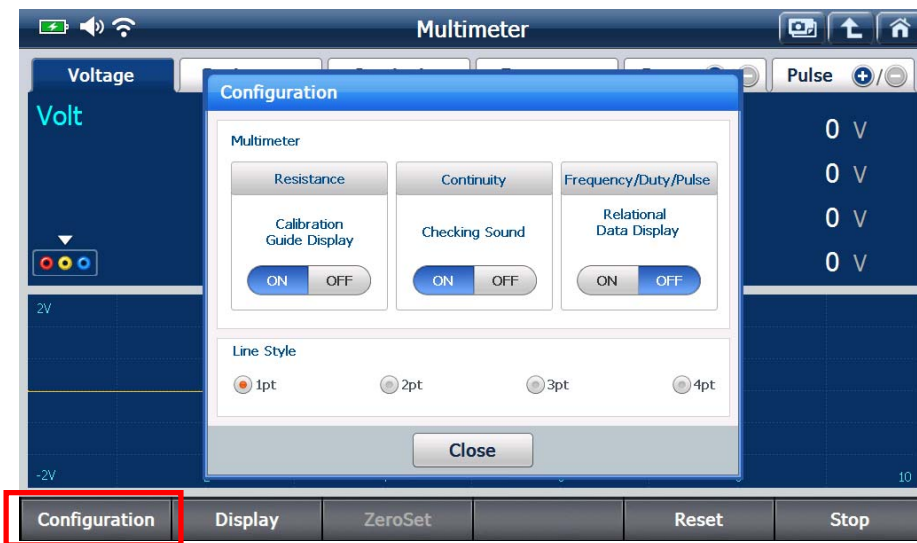 Multimeter
Voltage
Pulse +/-
Volt
0 V
0 V
0 V
0 V
Configuration
Multimeter
Resistance
Continuity
Frequency/Duty/Pulse
Calibration
Guide Display
Checking Sound
Relational
Data Display
ON OFF
ON OFF
ON OFF
Line Style
1pt
2pt
3pt
4pt
Close
2V
-2V
10
Configuration
Display
ZeroSet
Reset
Stop